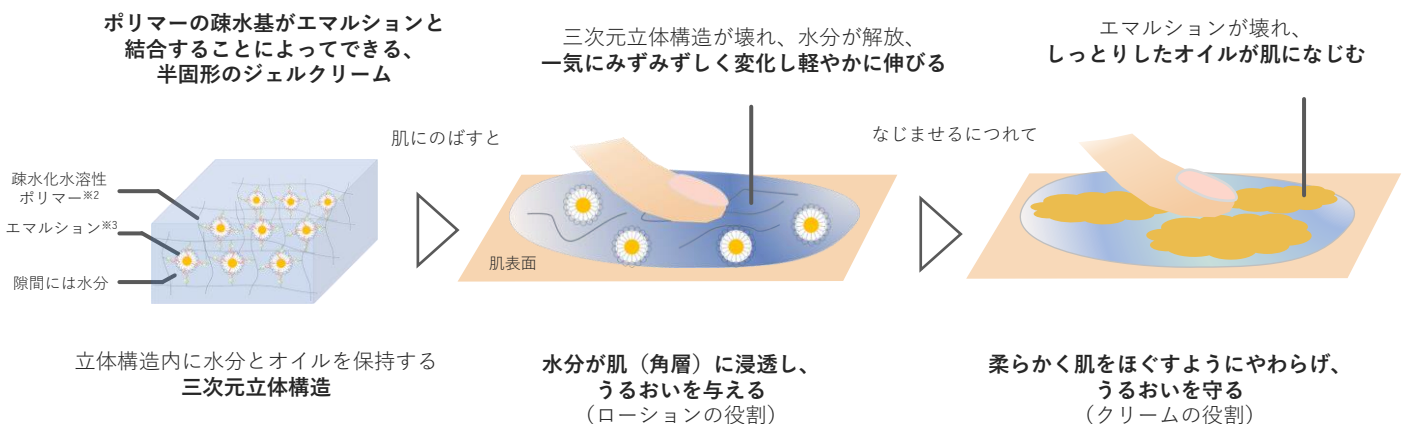 ポリマーの疎水基がエマルションと
結合することによってできる、
半固形のジェルクリーム
疎水化水溶性
ポリマー※2
エマルション※3
隙間には水分
立体構造内に水分とオイルを保持する
三次元立体構造
肌にのばすと
三次元立体構造が壊れ、水分が解放、
一気にみずみずしく変化し軽やかに伸びる
肌表面
水分が肌（角層）に浸透し、
うるおいを与える
（ローションの役割）
なじませるにつれて
エマルションが壊れ、
しっとりしたオイルが肌になじむ
柔らかく肌をほぐすようにやわらげ、
うるおいを守る
（クリームの役割）